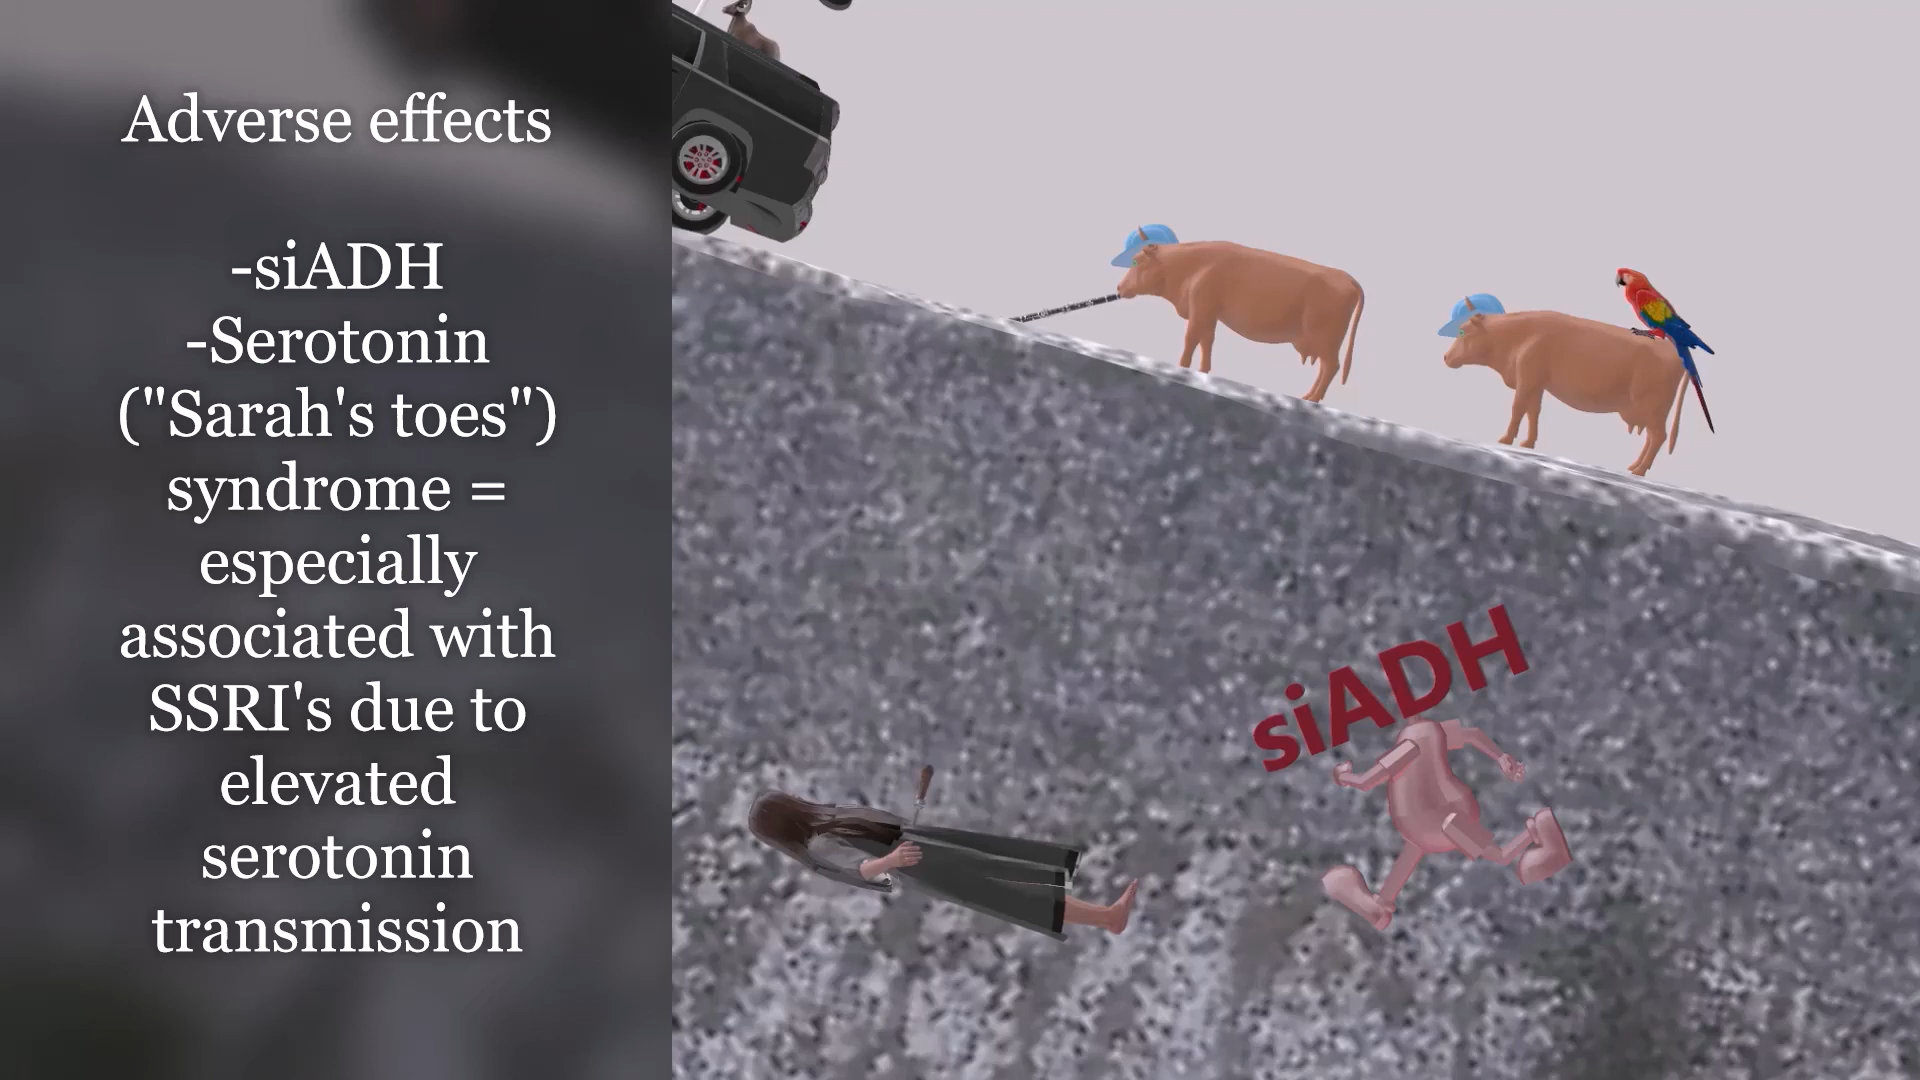 Adverse effects
-siADH
-Serotonin
("Sarah's toes")
syndrome =
especially
associated with
SSRI's due to
elevated
serotonin
transmission
siADH